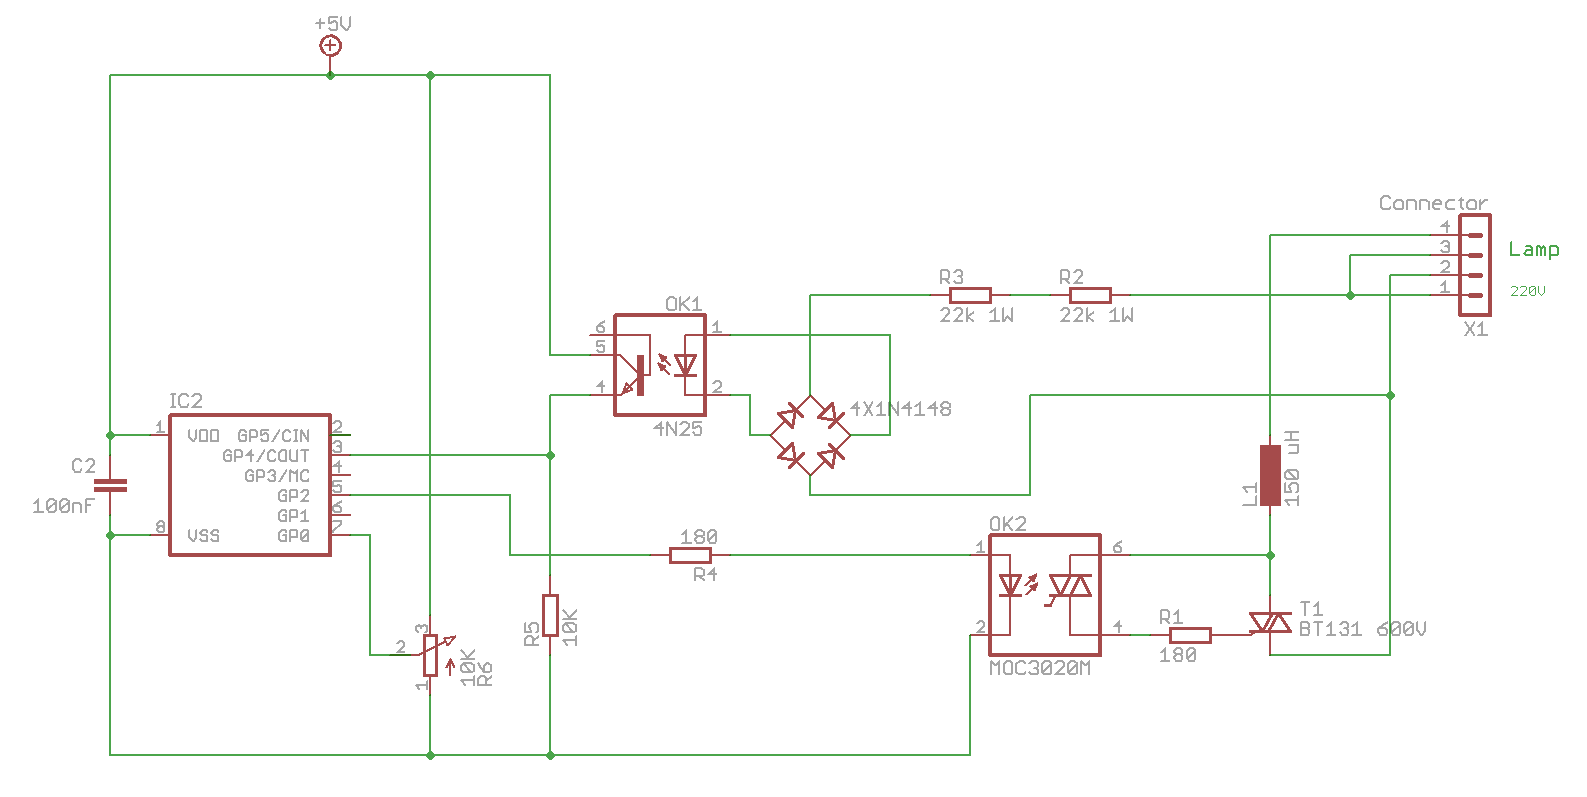 +5V
Connector
4
3
2
1
Lamp
220V
X1
R3
R2
22k 1W
22k 1W
OK1
6
5
4
1
2
4N25
4X1N4148
IC2
1
8
VDD
VSS
GP5/CIN
GP4/COUT
GP3/MC
GP2
GP1
GP0
2
3
4
5
6
7
C2
100nF
L1
150 uH
180
R4
OK2
1
2
6
4
MOC3020M
R1
180
T1
BT131 600V
R5
10K
3
2
1
10K
R6